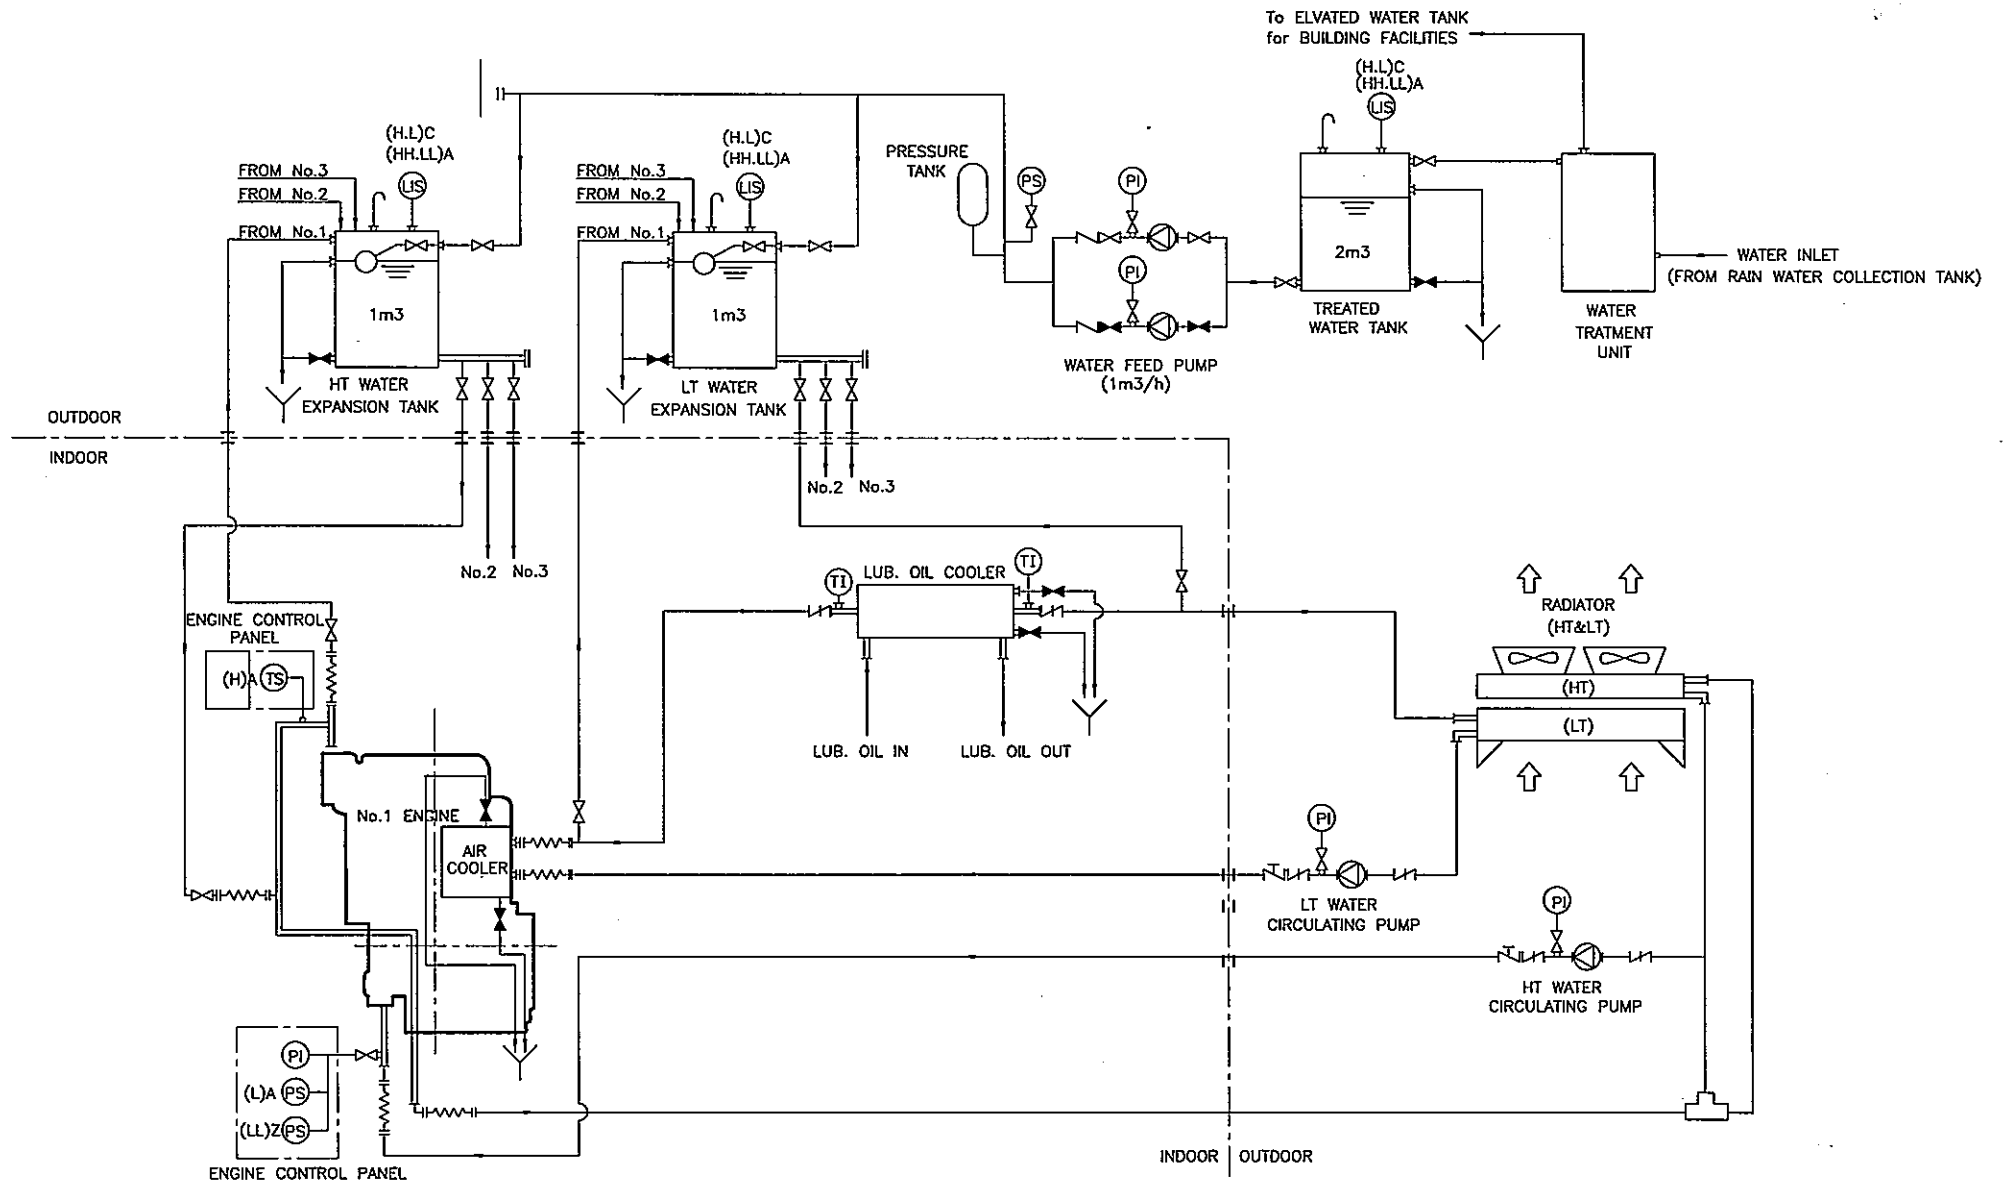 To ELVATED WATER TANK
for BUILDING FACILITIES
(H.L)C
(HH.LL)A
LIS
(H.L)C
(HH.LL)A
LIS
(H.L)C
(HH.LL)A
LIS
FROM No.3
FROM No.2
FROM No.1
FROM No.3
FROM No.2
FROM No.1
PRESSURE
TANK
PS
PI
PI
1m3
1m3
2m3
WATER INLET
(FROM RAIN WATER COLLECTION TANK)
HT WATER
EXPANSION TANK
LT WATER
EXPANSION TANK
WATER FEED PUMP
(1m3/h)
TREATED
WATER TANK
WATER
TRATMENT
UNIT
OUTDOOR
INDOOR
No.2
No.3
No.2
No.3
TI
LUB. OIL COOLER
TI
LUB. OIL IN
LUB. OIL OUT
RADIATOR
(HT&LT)
(HT)
(LT)
ENGINE CONTROL
PANEL
(H)A
TS
No.1 ENGINE
AIR
COOLER
PI
LT WATER
CIRCULATING PUMP
PI
HT WATER
CIRCULATING PUMP
PI
(L)A
PS
(LL)Z
PS
ENGINE CONTROL PANEL
INDOOR
OUTDOOR